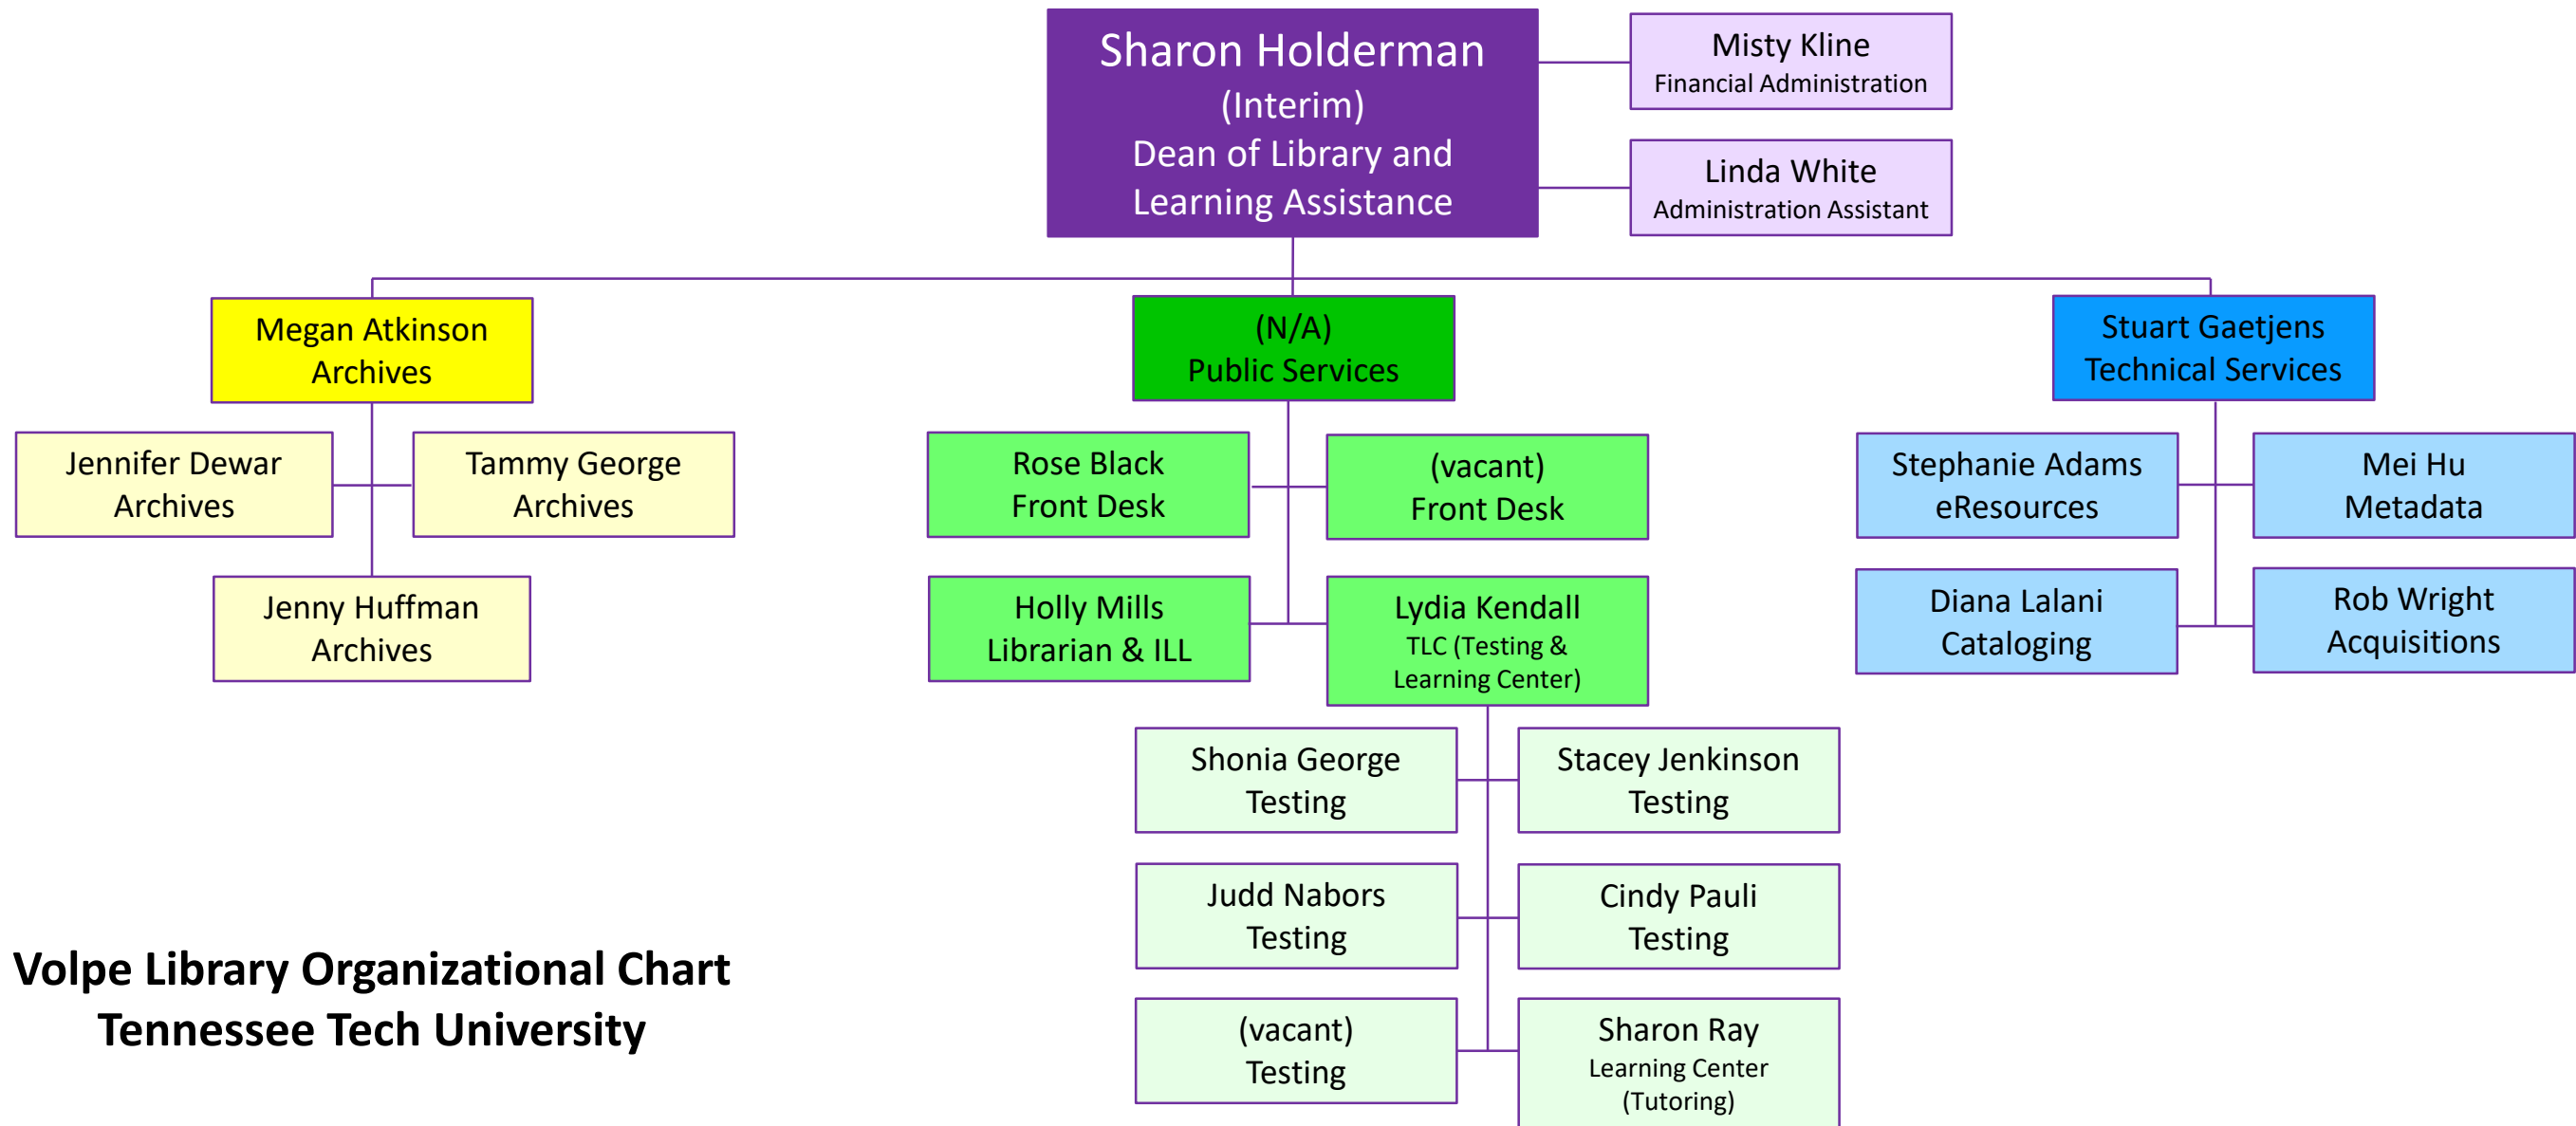 Sharon Holderman
(Interim)
Dean of Library and
Learning Assistance
Misty Kline
Financial Administration
Linda White
Administration Assistant
Megan Atkinson
Archives
(N/A)
Public Services
Stuart Gaetjens
Technical Services
Jennifer Dewar
Archives
Tammy George
Archives
Jenny Huffman
Archives
Rose Black
Front Desk
(vacant)
Front Desk
Holly Mills
Librarian & ILL
Lydia Kendall
TLC (Testing &
Learning Center)
Stephanie Adams
eResources
Mei Hu
Metadata
Diana Lalani
Cataloging
Rob Wright
Acquisitions
Shonia George
Testing
Stacey Jenkinson
Testing
Judd Nabors
Testing
Cindy Pauli
Testing
(vacant)
Testing
Sharon Ray
Learning Center
(Tutoring)
Volpe Library Organizational Chart
Tennessee Tech University